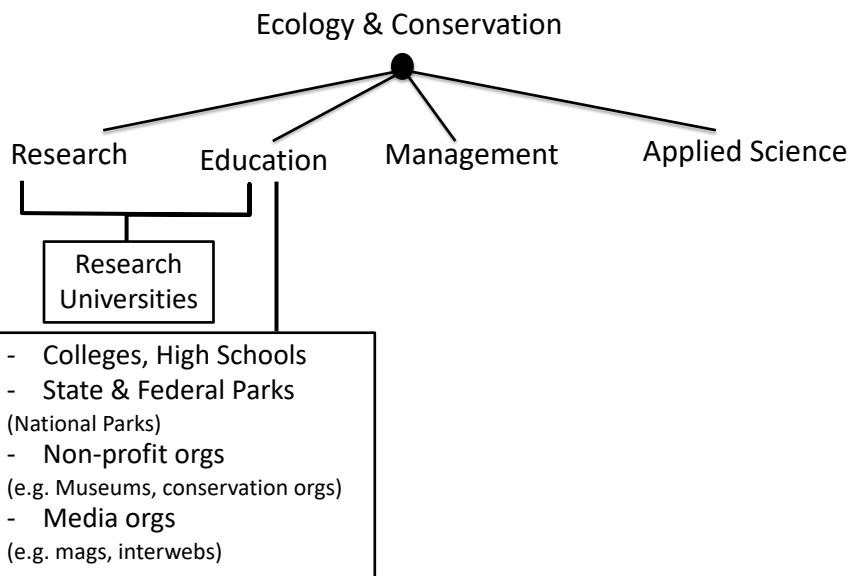 Ecology & Conservation
Research
Education
Management
Applied Science
Research
Universities
- Colleges, High Schools
- State & Federal Parks
(National Parks)
- Non-profit orgs
(e.g. Museums, conservation orgs)
- Media orgs
(e.g. mags, interwebs)